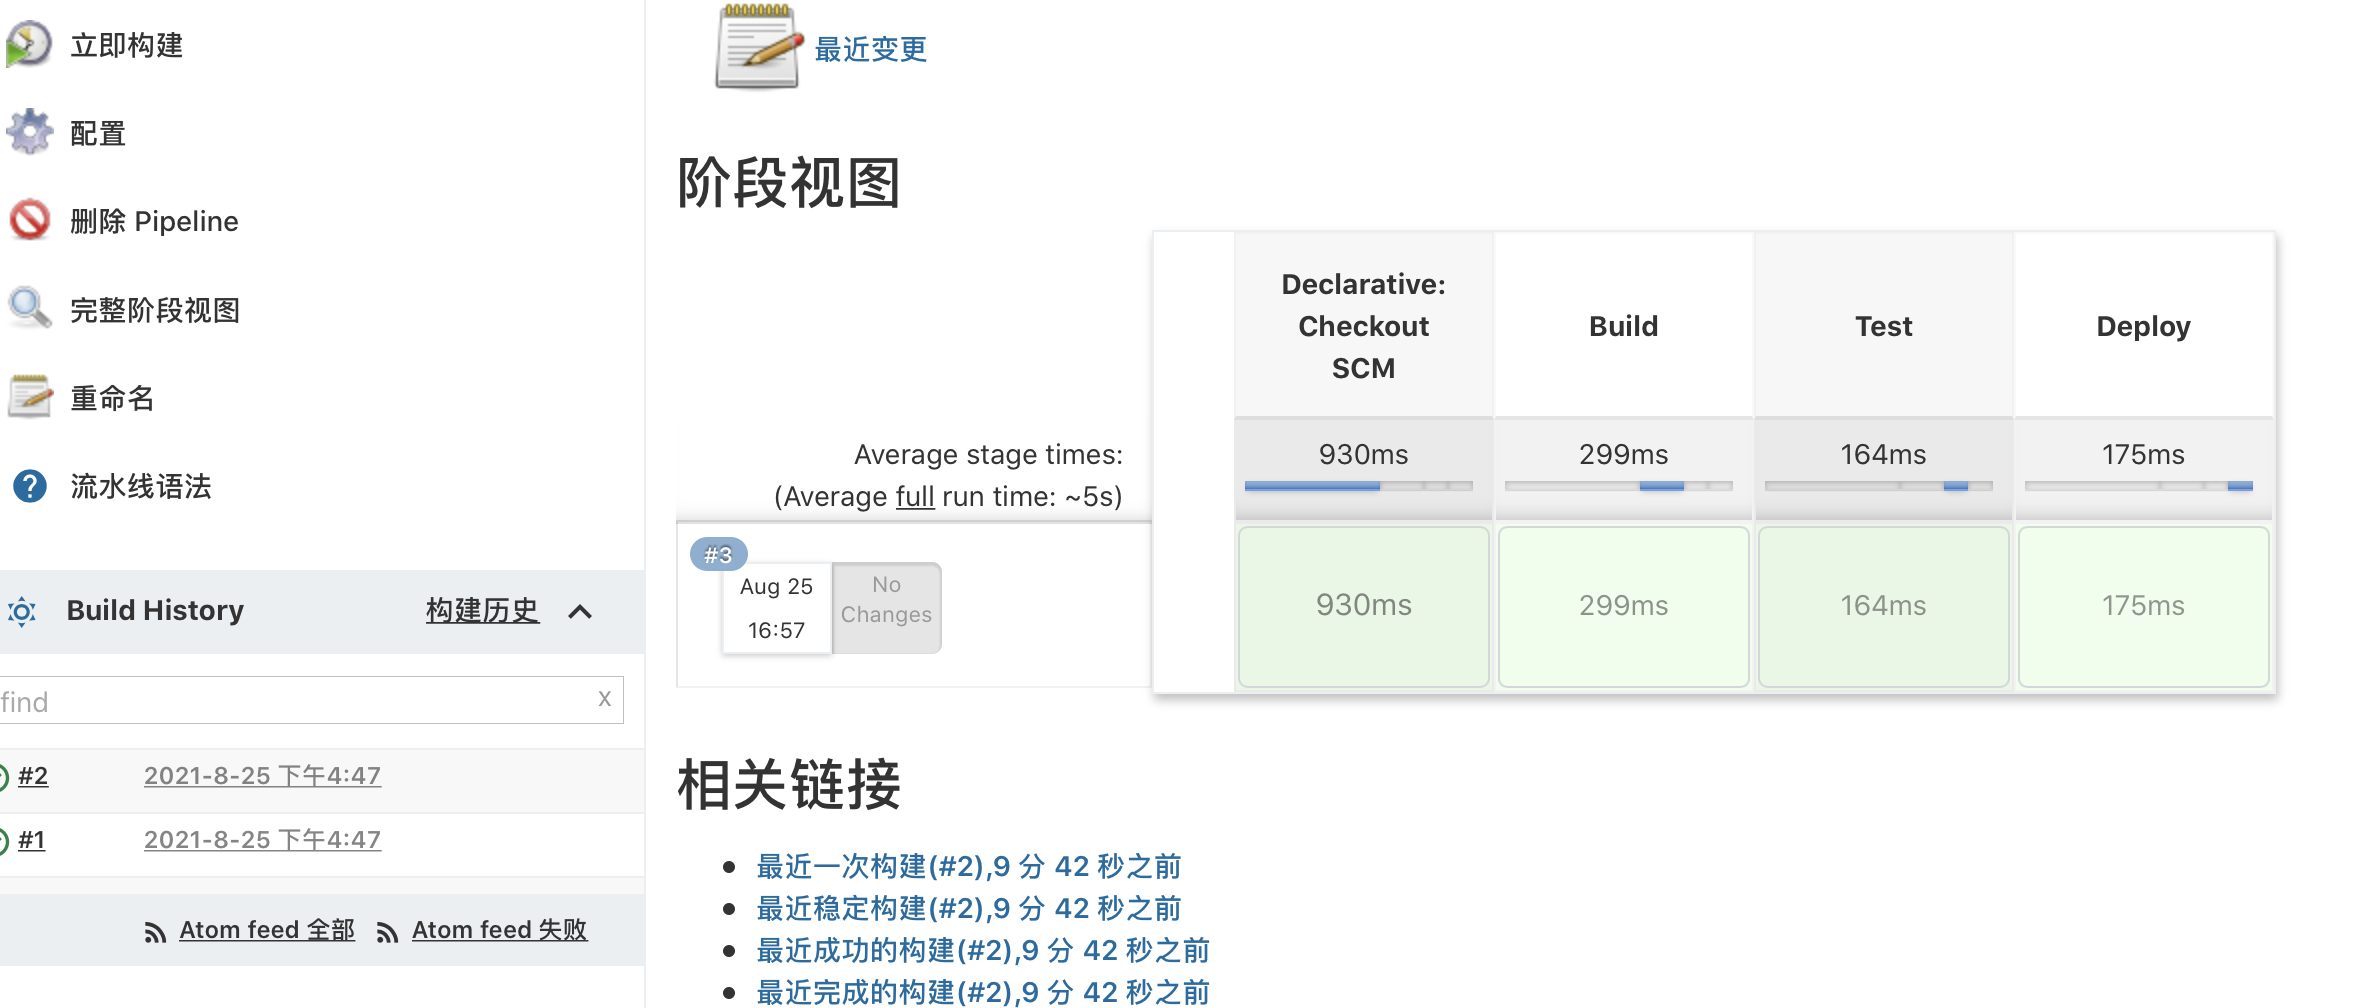 立即构建
配置
删除 Pipeline
完整阶段视图
重命名
流水线语法
Build History
构建历史
find
x
#2
2021-8-25 下午4:47
#1
2021-8-25 下午4:47
Atom feed 全部
Atom feed 失败
最近变更
阶段视图
Declarative:
Checkout
SCM
Build
Test
Deploy
Average stage times:
(Average full run time: ~5s)
930ms
299ms
164ms
175ms
#3
Aug 25
16:57
No
Changes
930ms
299ms
164ms
175ms
相关链接
最近一次构建(#2),9 分 42 秒之前
最近稳定构建(#2),9 分 42 秒之前
最近成功的构建(#2),9 分 42 秒之前
最近完成的构建(#2),9 分 42 秒之前